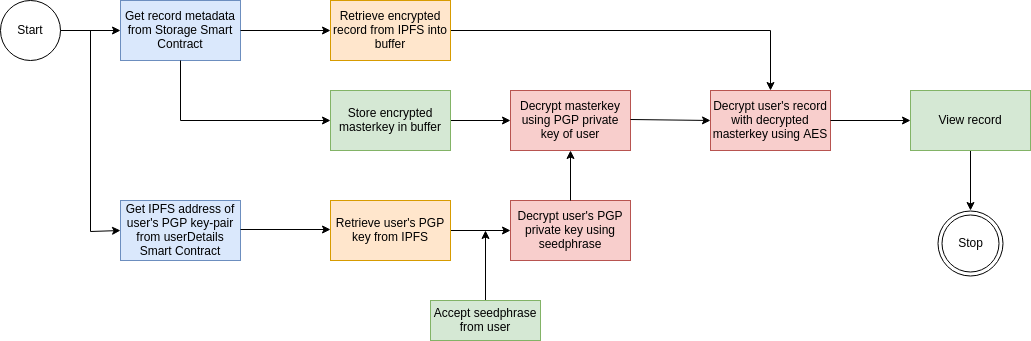 Start
Get record metadata
from Storage Smart
Contract
Retrieve encrypted
record from IPFS into
buffer
Store encrypted
masterkey in buffer
Decrypt masterkey
using PGP private
key of user
Decrypt user's record
with decrypted
masterkey using AES
View record
Get IPFS address of
user's PGP key-pair
from userDetails
Smart Contract
Retrieve user's PGP
key from IPFS
Decrypt user's PGP
private key using
seedphrase
Stop
Accept seedphrase
from user